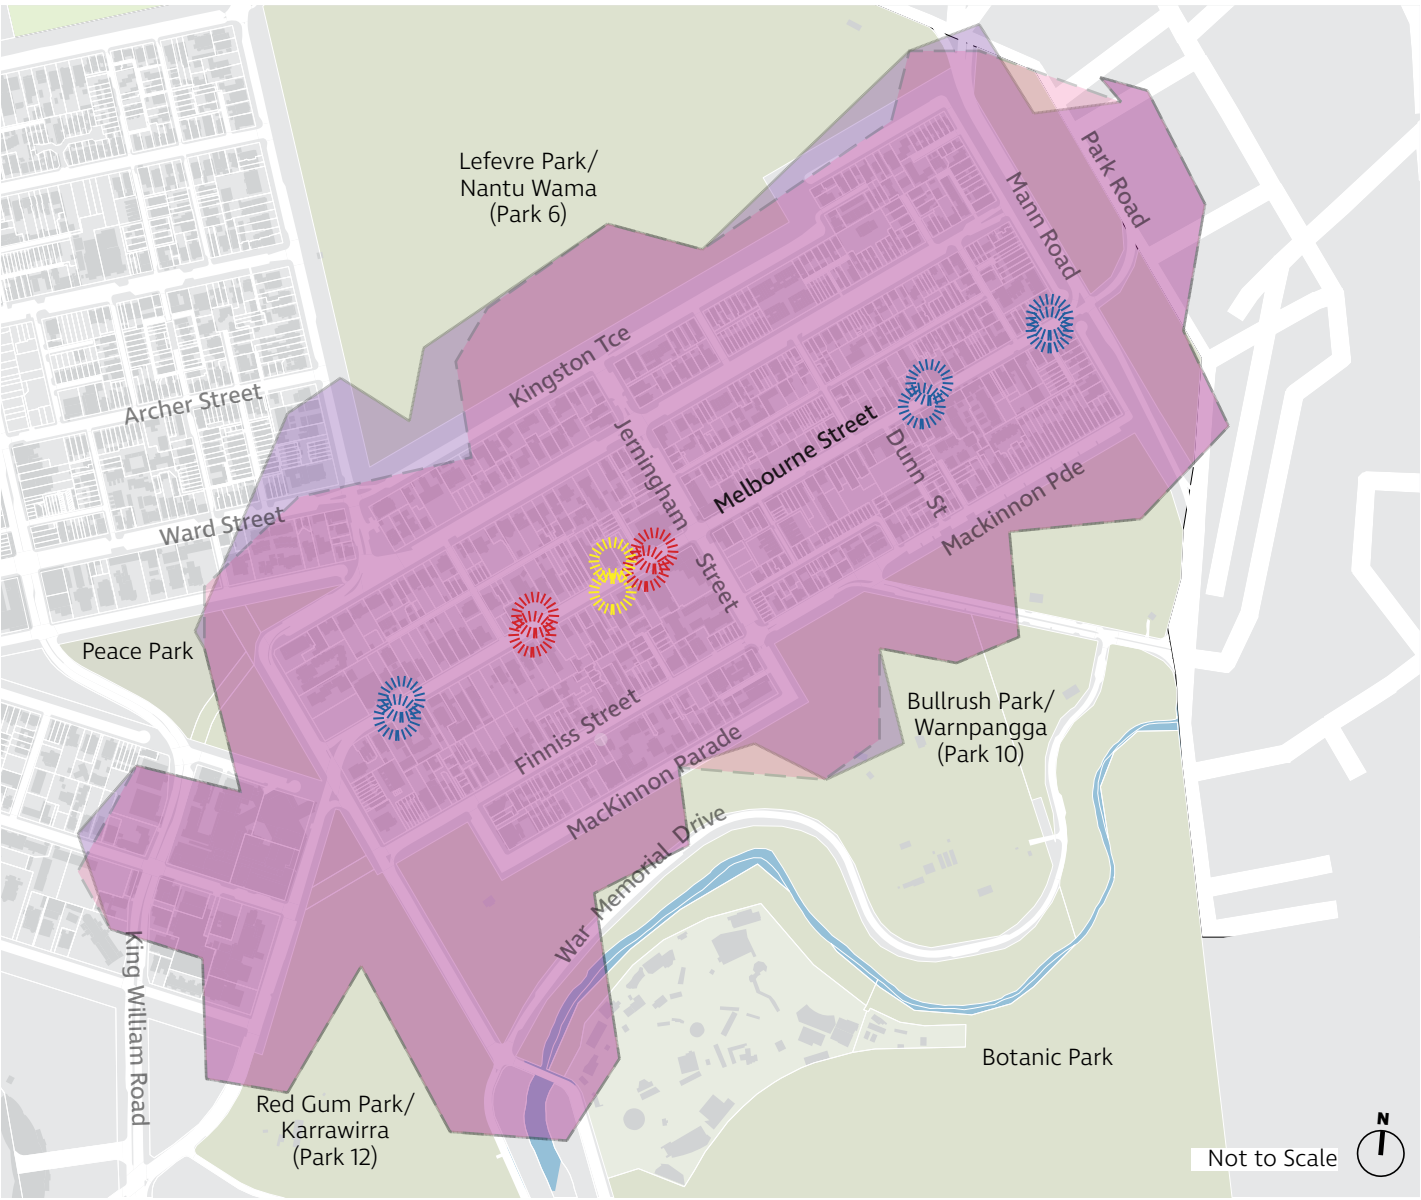 Lefevre Park/
Nantu Wama
(Park 6)
Park Road
Mann Road
Kingston Tce
Archer Street
Jerningham Street
Melbourne Street
Dunn St
Mackinnon Pde
Ward Street
Peace Park
Finniss Street
MacKinnon Parade
Bullrush Park/
Warnpangga
(Park 10)
War Memorial Drive
King William Road
Botanic Park
Red Gum Park/
Karrawirra
(Park 12)
N
Not to Scale